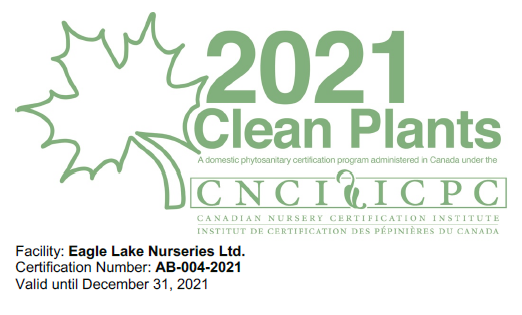 2021
Clean Plants
A domestic phytosanitary certification program administered in Canada under the
CNCI ICPC
CANADIAN NURSERY CERTIFICATION INSTITUTE
INSTITUT DE CERTIFICATION DES PÉPINIÈRES DU CANADA
Facility: Eagle Lake Nurseries Ltd.
Certification Number: AB-004-2021
Valid until December 31, 2021